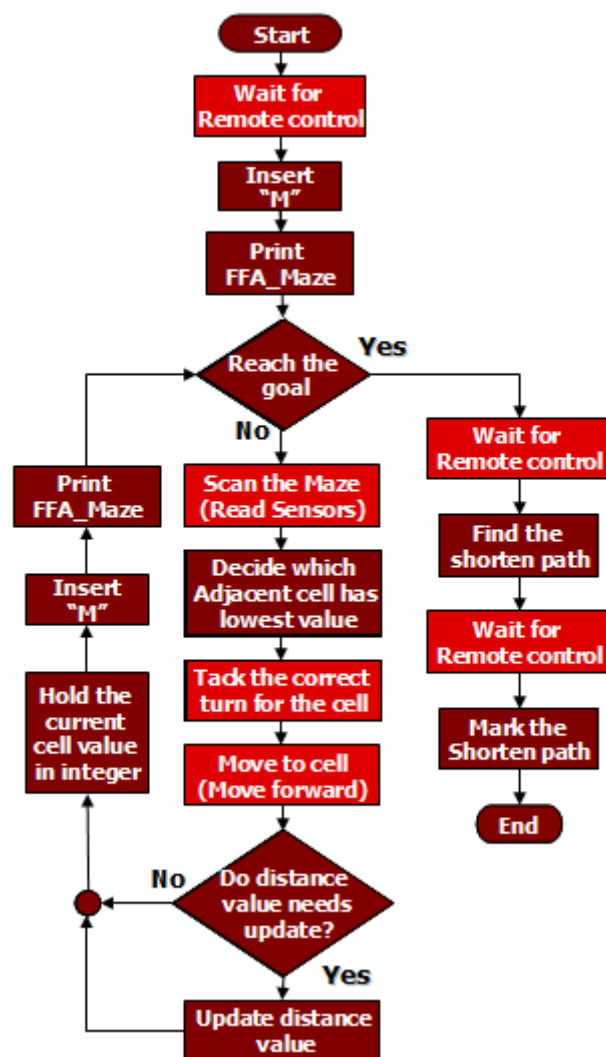 Start
Wait for
Remote control
Insert
“M”
Print
FFA_Maze
Reach the
goal
Yes
No
Scan the Maze
(Read Sensors)
Decide which
Adjacent cell has
lowest value
Tack the correct
turn for the cell
Move to cell
(Move forward)
Do distance
value needs
update?
No
Yes
Update distance
value
Hold the
current
cell value
in integer
Insert
“M”
Print
FFA_Maze
Wait for
Remote control
Find the
shorten path
Wait for
Remote control
Mark the
Shorten path
End